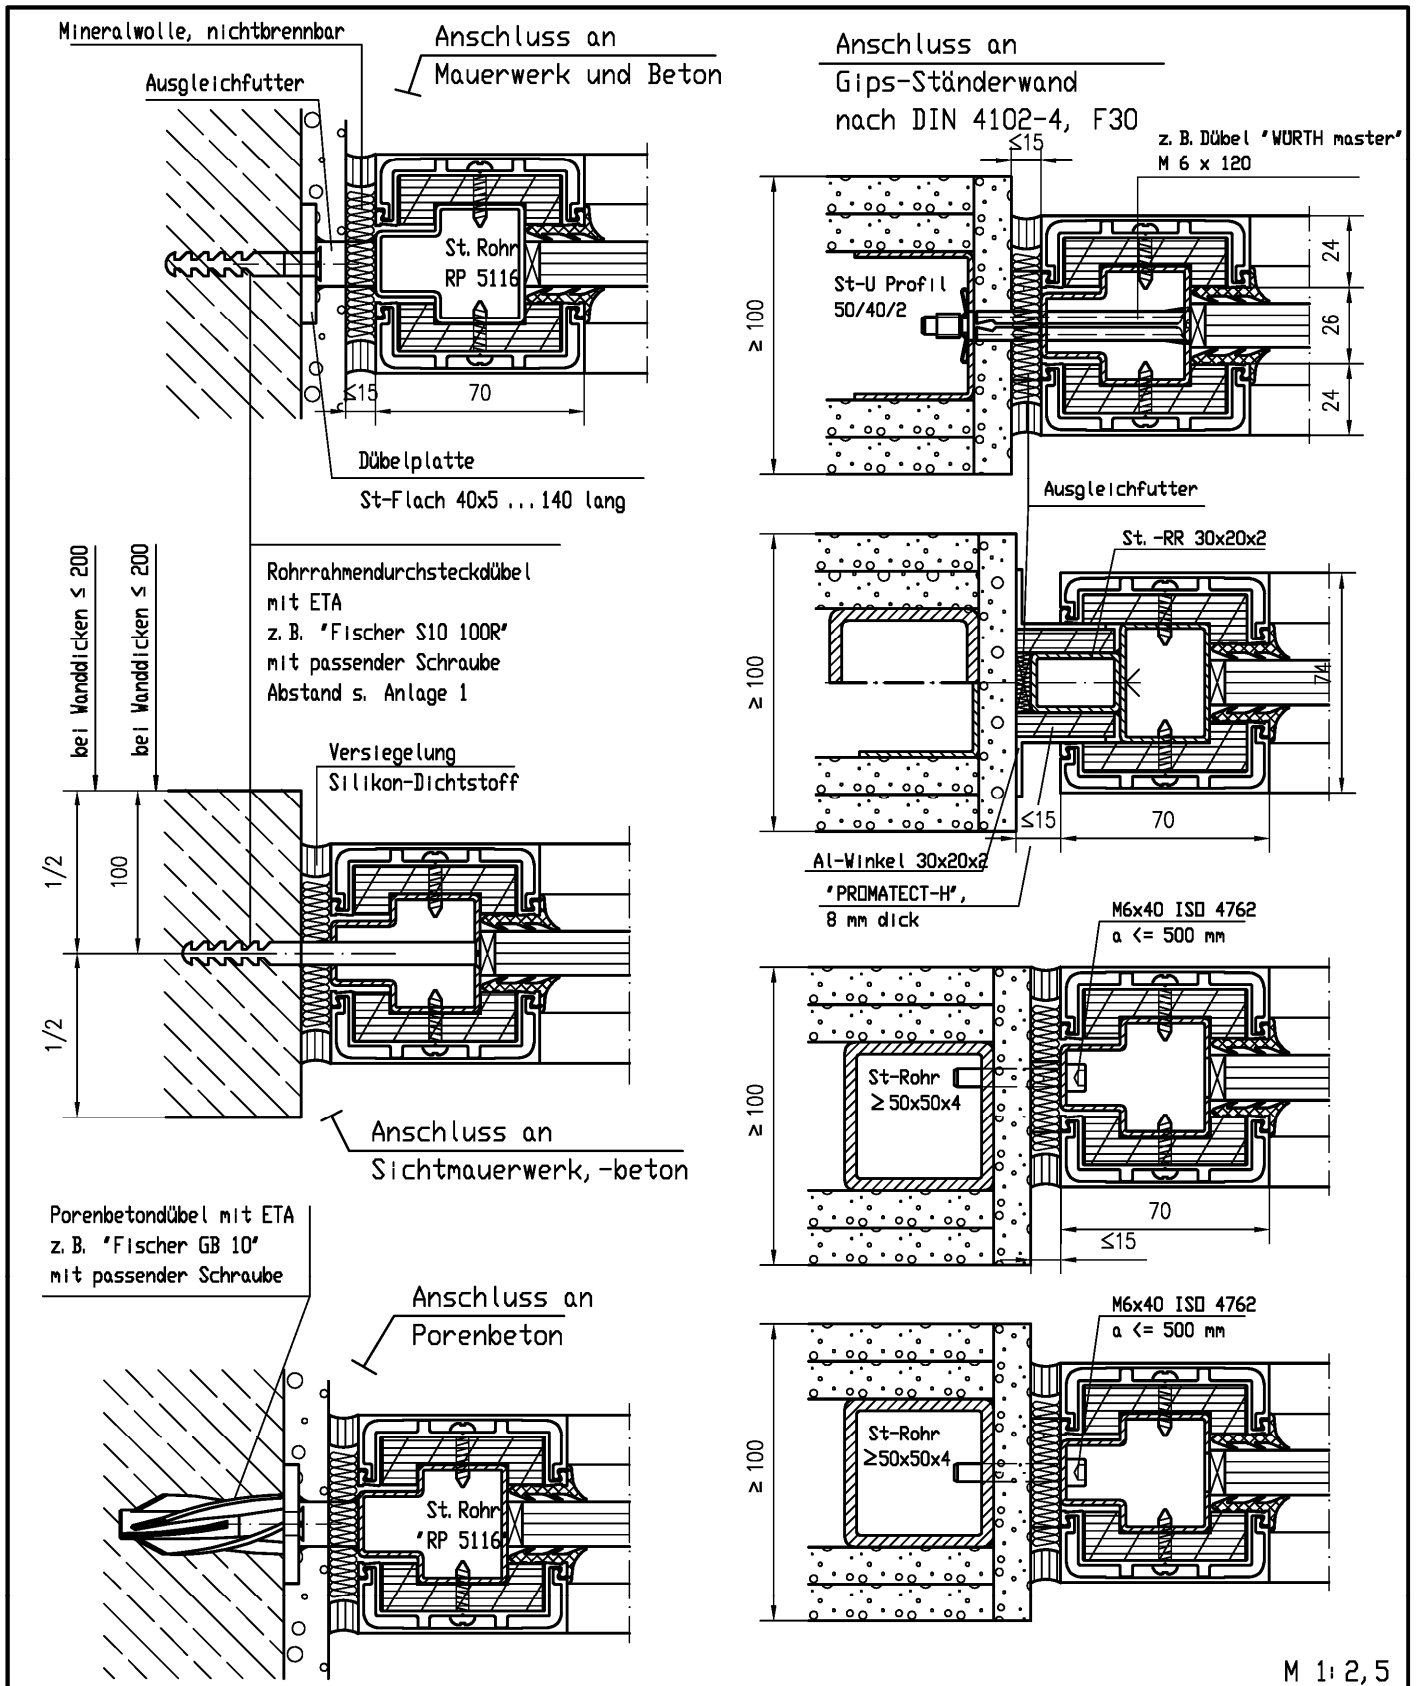 Mineralwolle, nichtbrennbar
Ausgleichfutter
Anschluss an
Mauerwerk und Beton
St. Rohr
RP 5116
≤15
70
Dübelplatte
St-Flach 40x5 ... 140 lang
bei Wanddicken ≤ 200
bei Wanddicken ≤ 200
Rohrrahmendurchsteckdübel
mit ETA
z. B. "Fischer S10 100R"
mit passender Schraube
Abstand s. Anlage 1
Versiegelung
Silikon-Dichtstoff
1/2
100
1/2
Anschluss an
Sichtmauerwerk, -beton
Porenbetondübel mit ETA
z. B. "Fischer GB 10"
mit passender Schraube
Anschluss an
Porenbeton
St. Rohr
"RP 5116
Anschluss an
Gips-Ständerwand
nach DIN 4102-4, F30
≤15
z. B. Dübel "WÜRTH master"
M 6 x 120
St-U Profil
50/40/2
≥ 100
24
26
24
Ausgleichfutter
St. -RR 30x20x2
≥ 100
74
≤15
70
Al-Winkel 30x20x2
"PROMATECT-H",
8 mm dick
M6x40 ISO 4762
a <= 500 mm
St-Rohr
≥ 50x50x4
≥ 100
70
≤15
M6x40 ISO 4762
a <= 500 mm
St-Rohr
≥50x50x4
≥ 100
M 1: 2,5